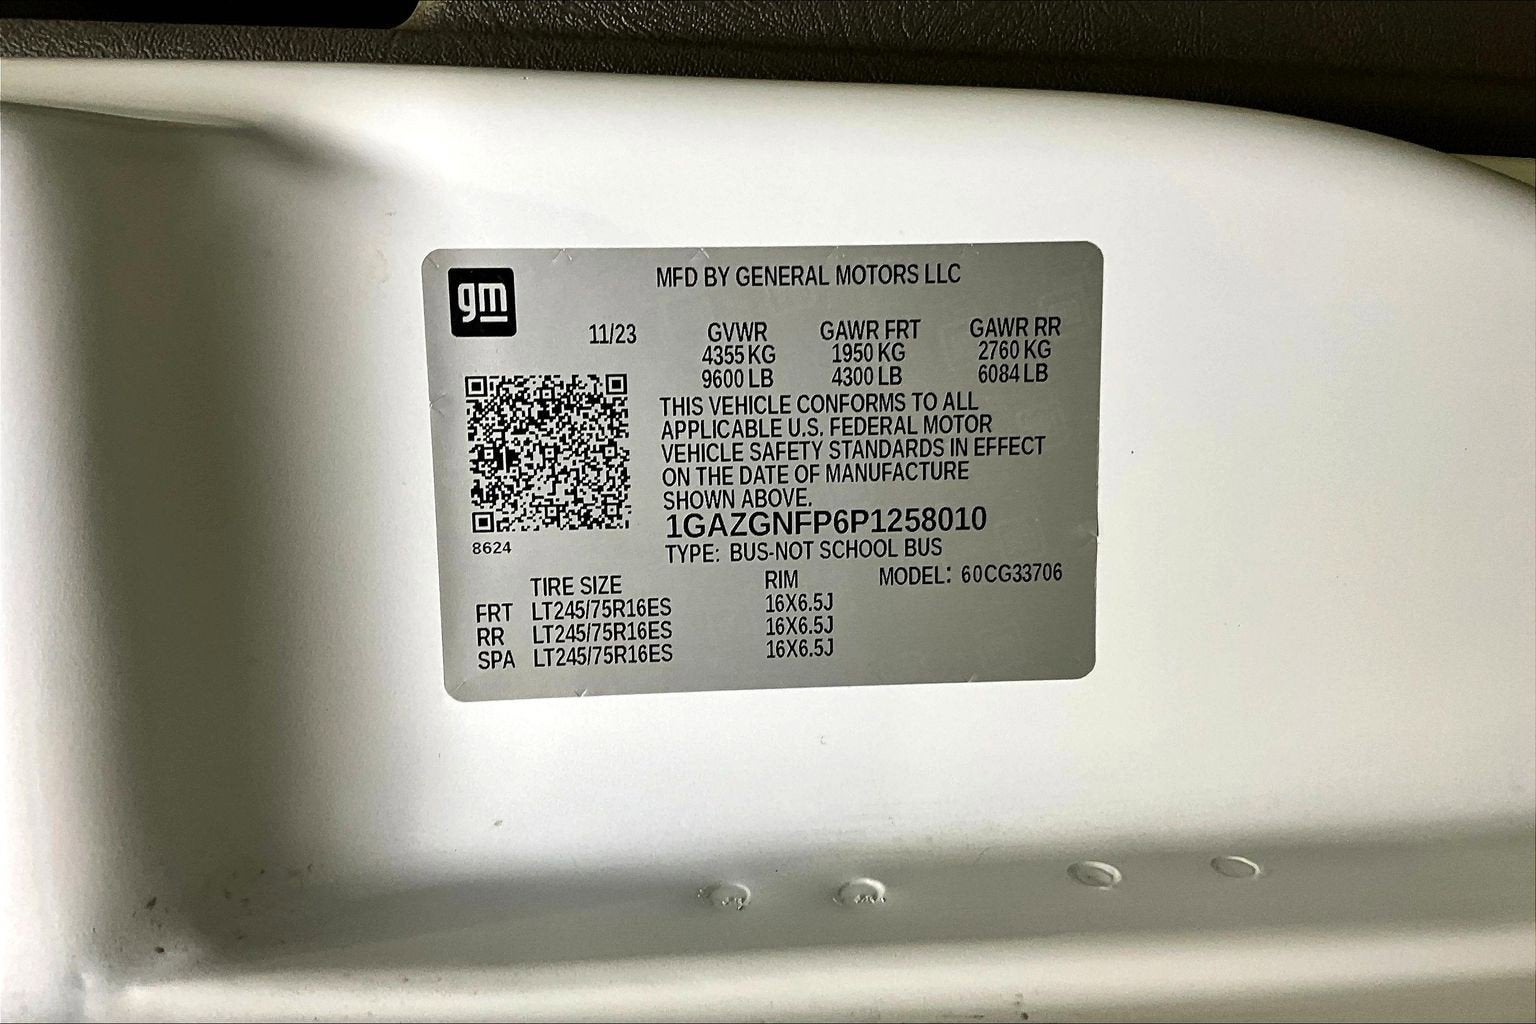 gm
MFD BY GENERAL MOTORS LLC
11/23 GVWR GAWR FRT GAWR RR
4355 KG 1950 KG 2760 KG
9600 LB 4300 LB 6084 LB
THIS VEHICLE CONFORMS TO ALL
APPLICABLE U.S. FEDERAL MOTOR
VEHICLE SAFETY STANDARDS IN EFFECT
ON THE DATE OF MANUFACTURE
SHOWN ABOVE.
1GAZGNFP6P1258010
8624
TYPE: BUS-NOT SCHOOL BUS
TIRE SIZE RIM MODEL: 60CG33706
FRT LT245/75R16ES 16X6.5J
RR LT245/75R16ES 16X6.5J
SPA LT245/75R16ES 16X6.5J